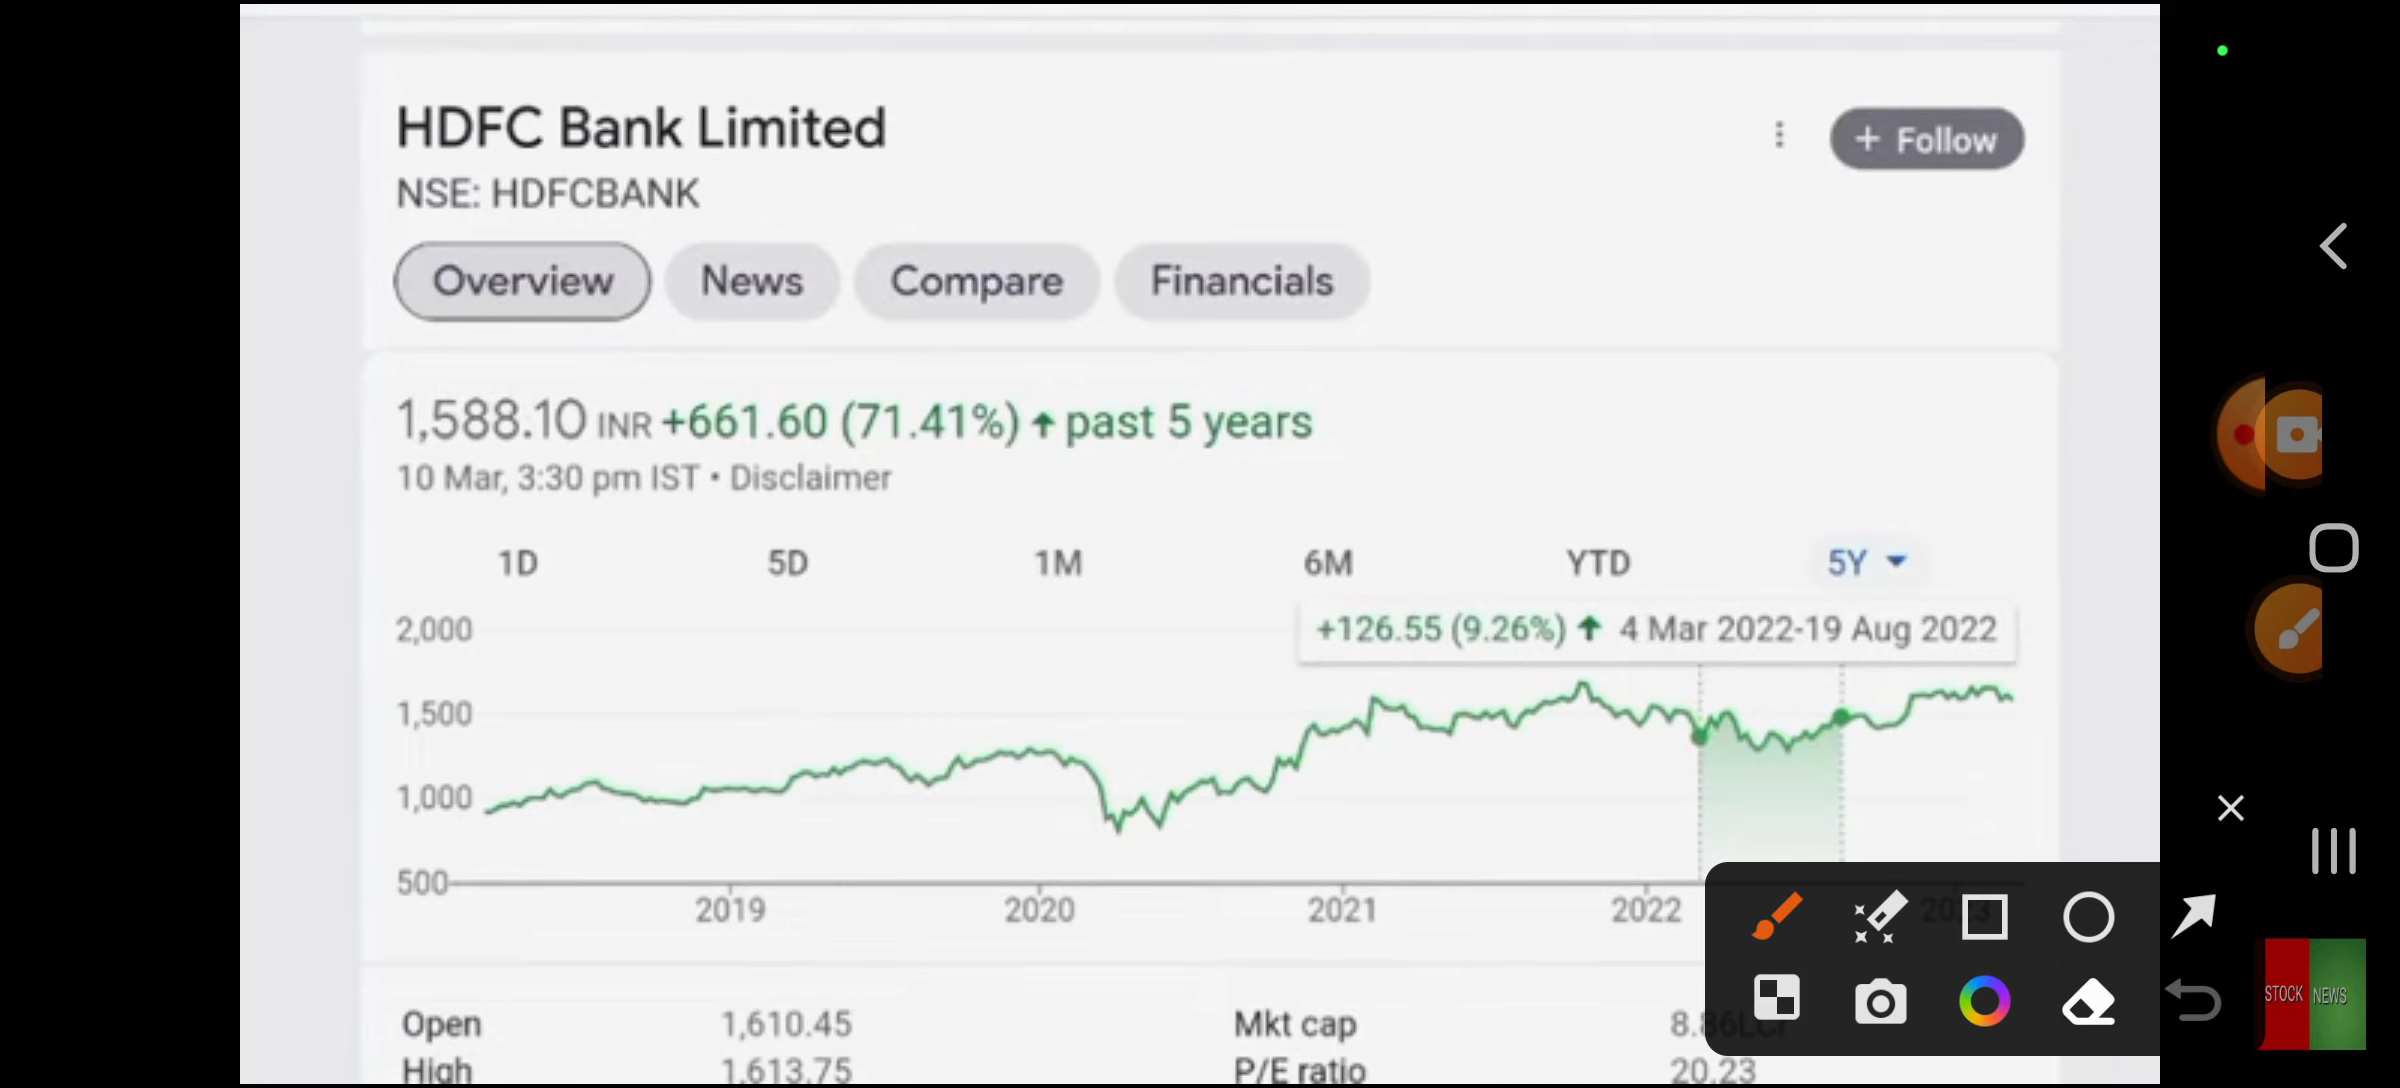 HDFC Bank Limited
+ Follow
NSE: HDFCBANK
Overview News Compare Financials
1,588.10 INR +661.60 (71.41%) ↑ past 5 years
10 Mar, 3:30 pm IST • Disclaimer
1D 5D 1M 6M YTD 5Y
+126.55 (9.26%) ↑ 4 Mar 2022-19 Aug 2022
2,000
1,500
1,000
500
2019 2020 2021 2022 2023
Open 1,610.45 Mkt cap 8.86LCr
High 1,613.75 P/E ratio 20.23
STOCK NEWS